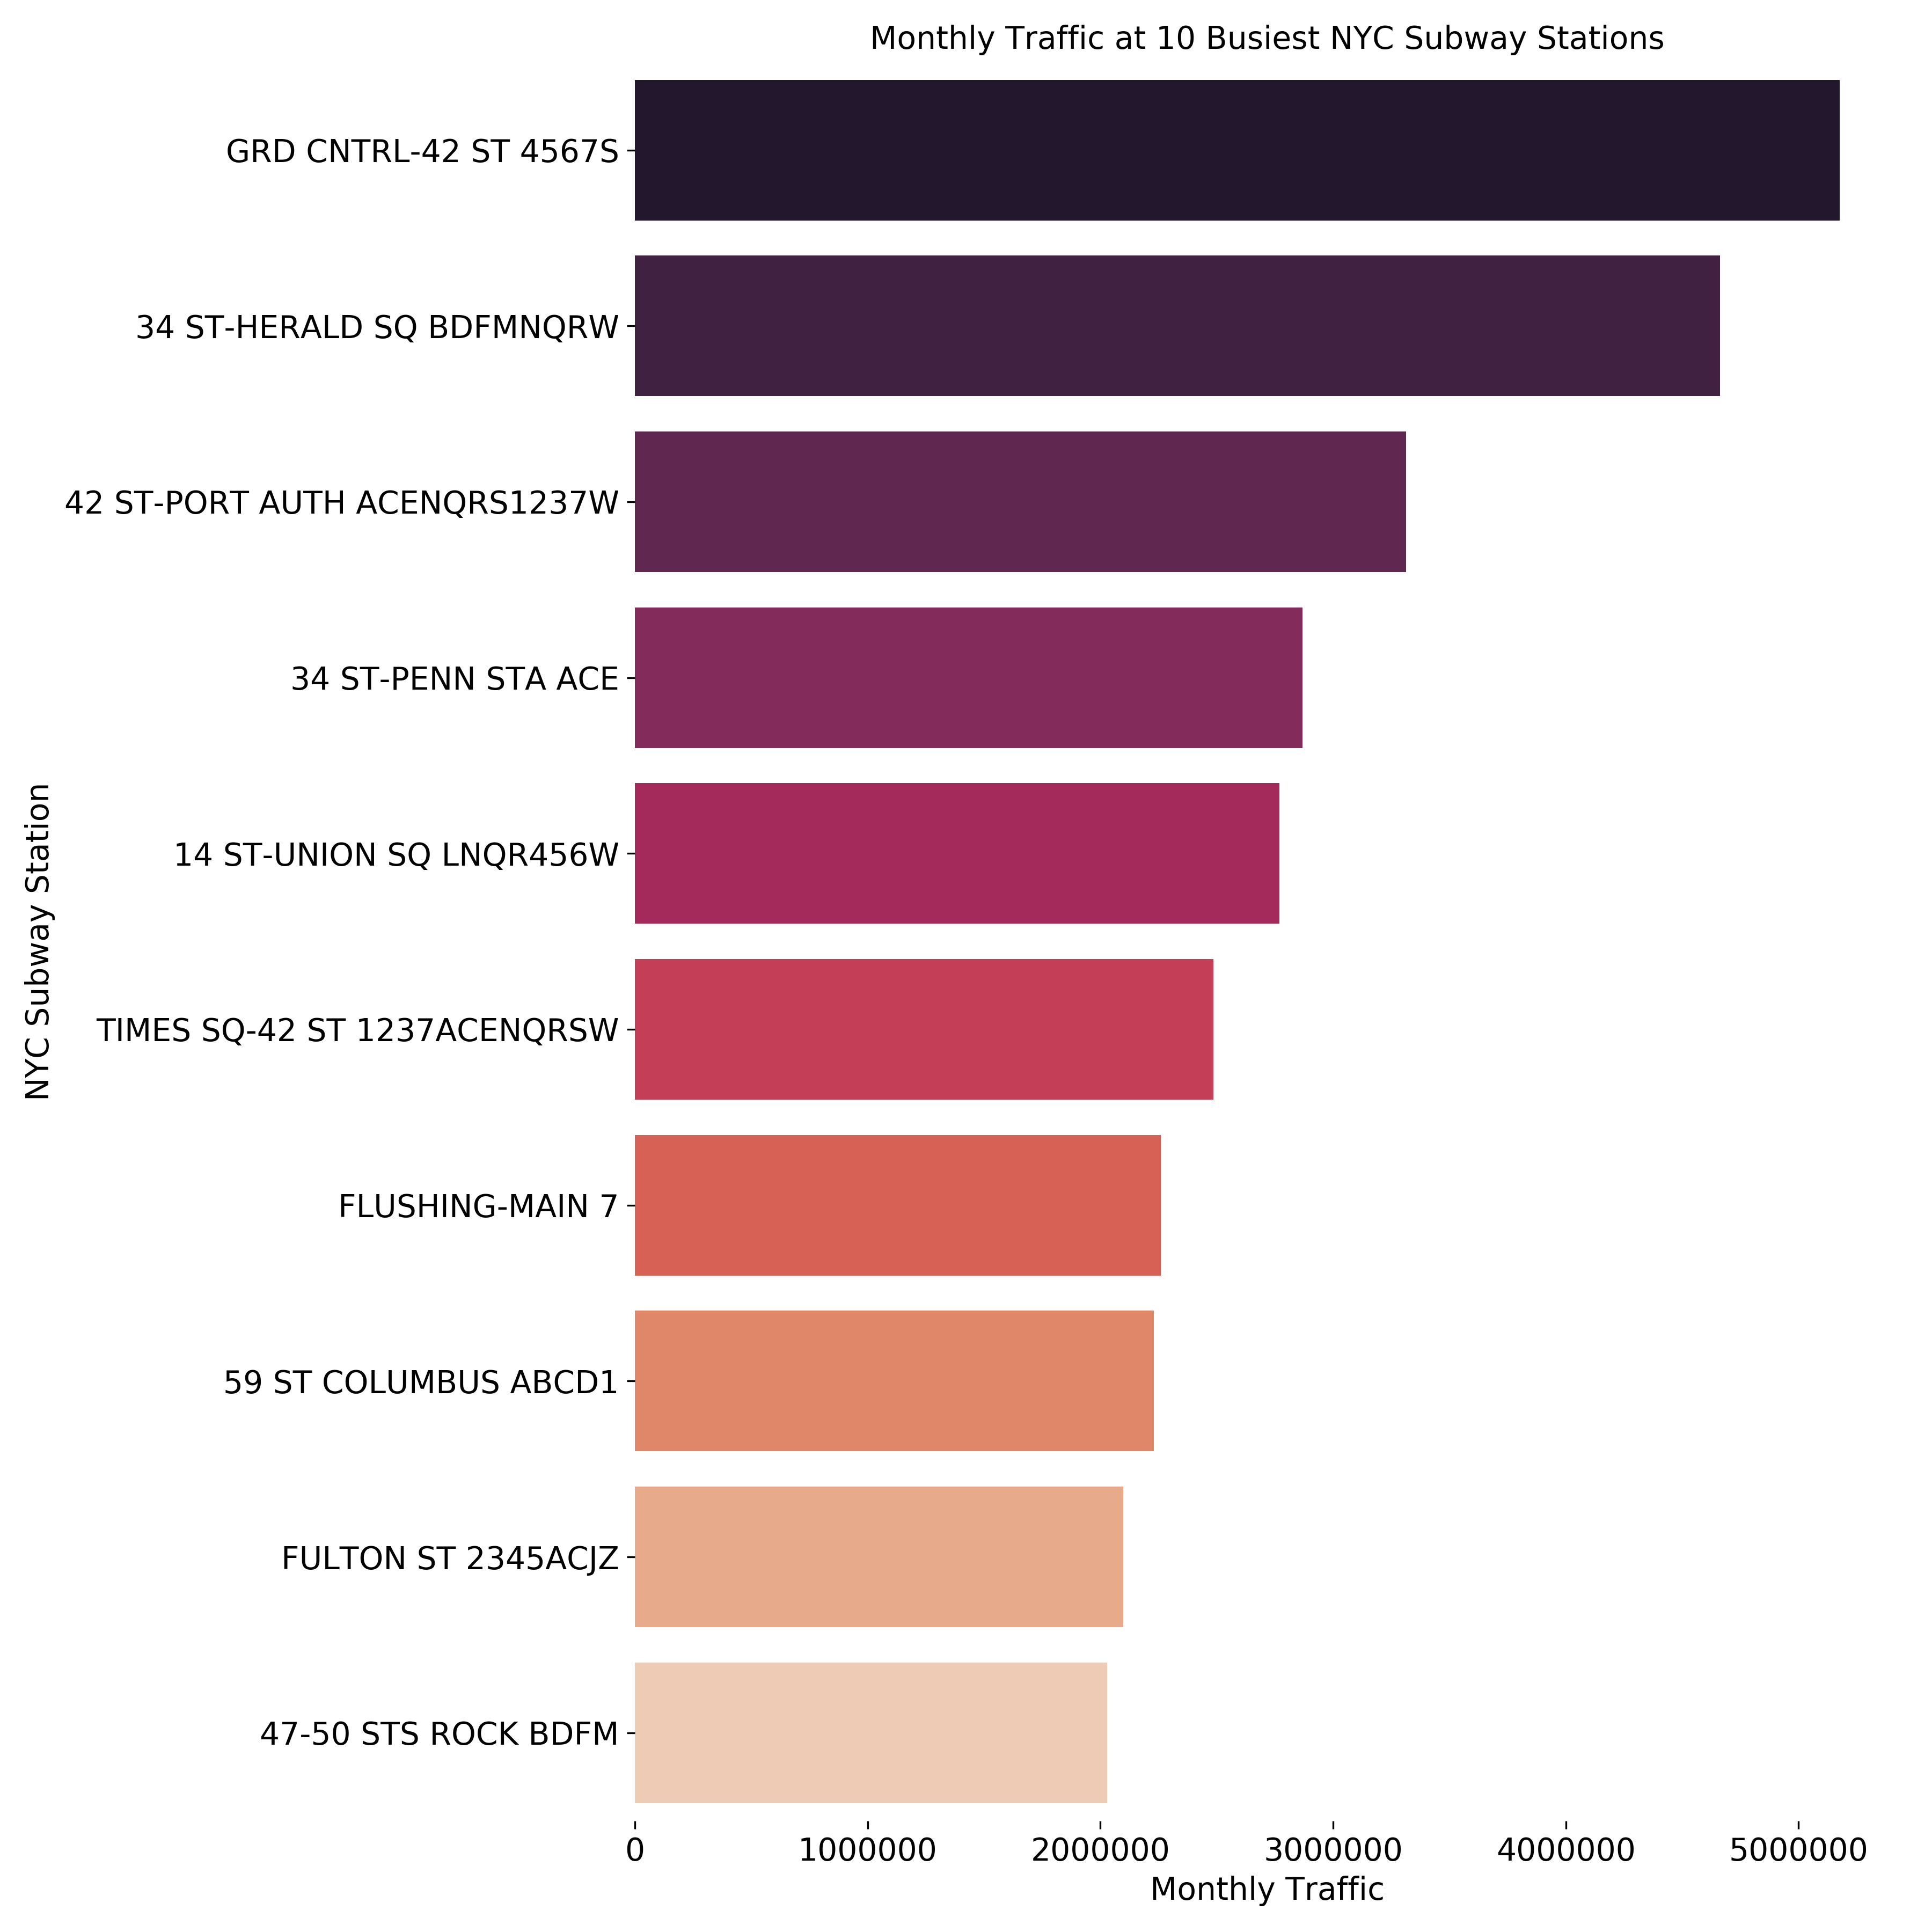 Monthly Traffic at 10 Busiest NYC Subway Stations
GRD CNTRL-42 ST 4567S
34 ST-HERALD SQ BDFMNQRW
42 ST-PORT AUTH ACENQRS1237W
34 ST-PENN STA ACE
14 ST-UNION SQ LNQR456W
TIMES SQ-42 ST 1237ACENQRSW
FLUSHING-MAIN 7
59 ST COLUMBUS ABCD1
FULTON ST 2345ACJZ
47-50 STS ROCK BDFM
NYC Subway Station
0 1000000 2000000 3000000 4000000 5000000
Monthly Traffic